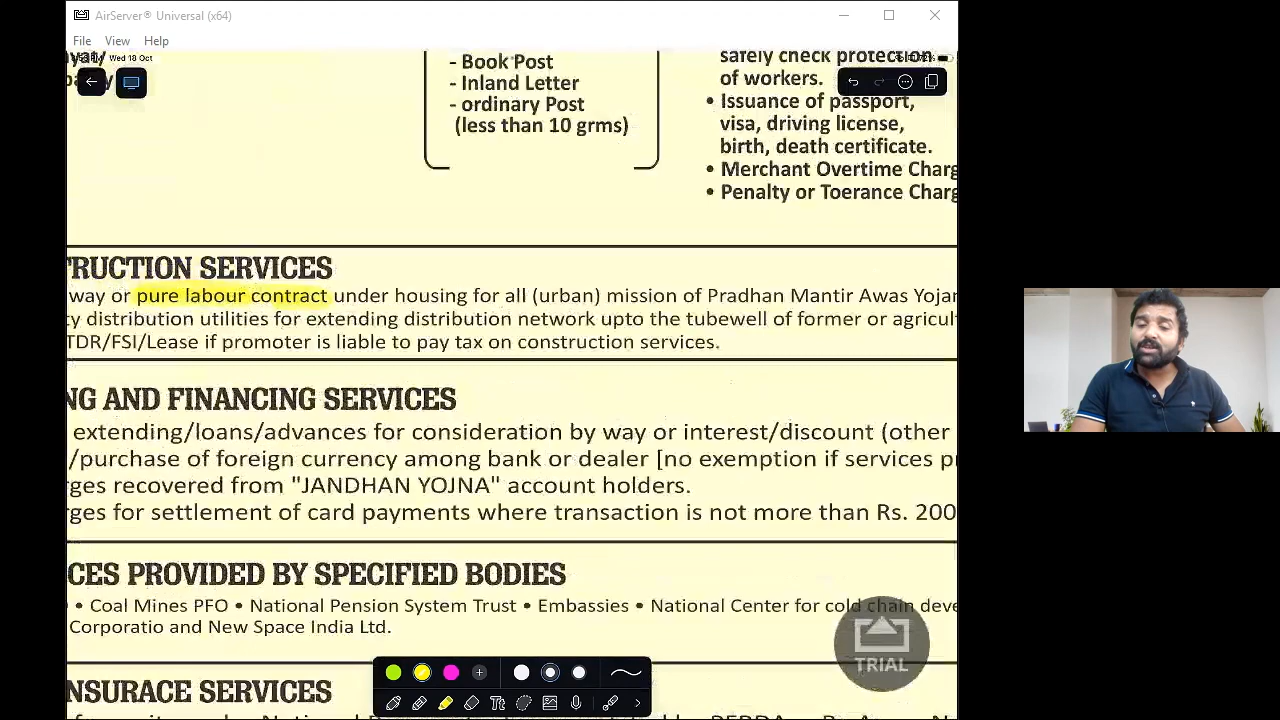 AirServer® Universal (x64)
File View Help
Wed 18 Oct
- Book Post
- Inland Letter
- ordinary Post
(less than 10 grms)
safely check protection
of workers.
• Issuance of passport,
visa, driving license,
birth, death certificate.
• Merchant Overtime Charg
• Penalty or Toerance Charg
TRUCTION SERVICES
way or pure labour contract under housing for all (urban) mission of Pradhan Mantir Awas Yojan
ty distribution utilities for extending distribution network upto the tubewell of former or agricult
TDR/FSI/Lease if promoter is liable to pay tax on construction services.
NG AND FINANCING SERVICES
extending/loans/advances for consideration by way or interest/discount (other
/purchase of foreign currency among bank or dealer [no exemption if services pr
rges recovered from "JANDHAN YOJNA" account holders.
rges for settlement of card payments where transaction is not more than Rs. 200
CES PROVIDED BY SPECIFIED BODIES
• Coal Mines PFO • National Pension System Trust • Embassies • National Center for cold chain deve
Corporatio and New Space India Ltd.
TRIAL
NSURACE SERVICES
Tt